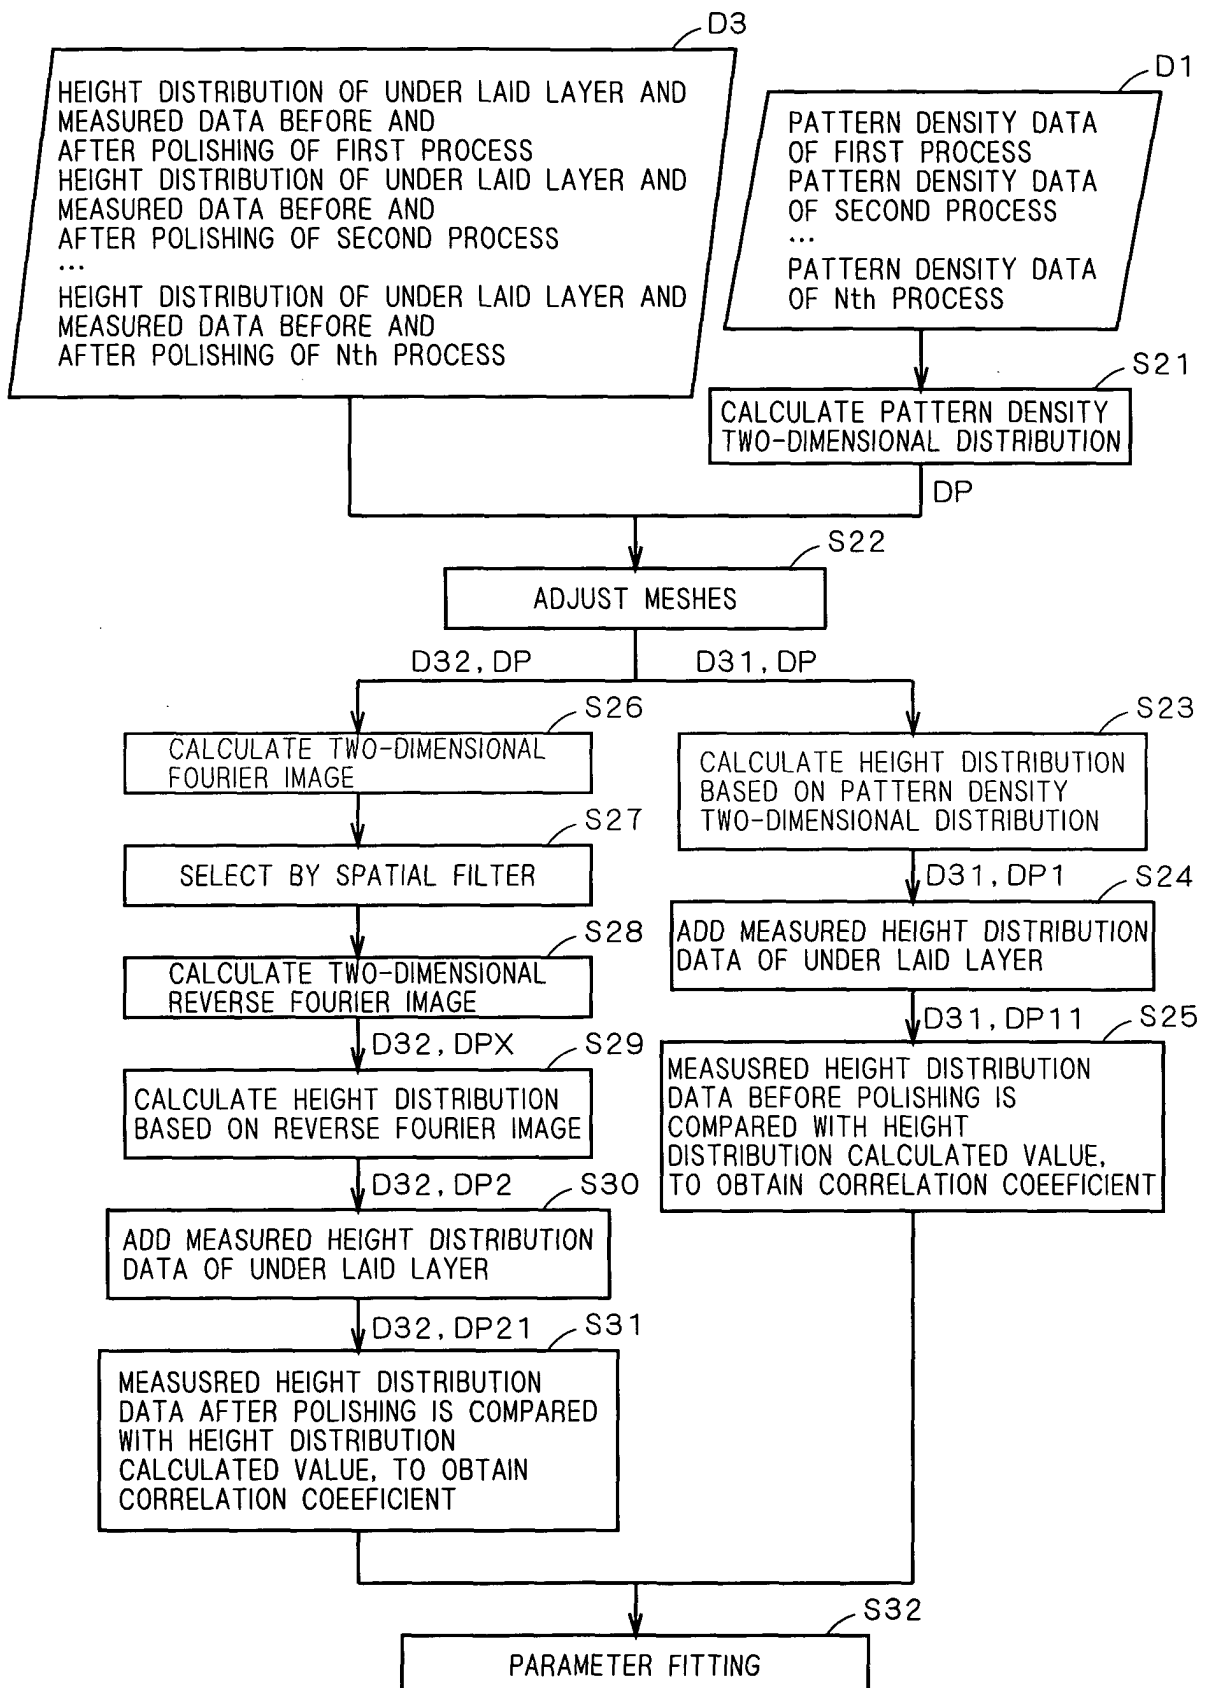 D3
HEIGHT DISTRIBUTION OF UNDER LAID LAYER AND
MEASURED DATA BEFORE AND
AFTER POLISHING OF FIRST PROCESS
HEIGHT DISTRIBUTION OF UNDER LAID LAYER AND
MEASURED DATA BEFORE AND
AFTER POLISHING OF SECOND PROCESS
...
HEIGHT DISTRIBUTION OF UNDER LAID LAYER AND
MEASURED DATA BEFORE AND
AFTER POLISHING OF Nth PROCESS
D1
PATTERN DENSITY DATA
OF FIRST PROCESS
PATTERN DENSITY DATA
OF SECOND PROCESS
...
PATTERN DENSITY DATA
OF Nth PROCESS
S21
CALCULATE PATTERN DENSITY
TWO-DIMENSIONAL DISTRIBUTION
DP
S22
ADJUST MESHES
D32, DP
D31, DP
S26
CALCULATE TWO-DIMENSIONAL
FOURIER IMAGE
S27
SELECT BY SPATIAL FILTER
S28
CALCULATE TWO-DIMENSIONAL
REVERSE FOURIER IMAGE
D32, DPX
S29
CALCULATE HEIGHT DISTRIBUTION
BASED ON REVERSE FOURIER IMAGE
D32, DP2
S30
ADD MEASURED HEIGHT DISTRIBUTION
DATA OF UNDER LAID LAYER
D32, DP21
S31
MEASUSRED HEIGHT DISTRIBUTION
DATA AFTER POLISHING IS COMPARED
WITH HEIGHT DISTRIBUTION
CALCULATED VALUE, TO OBTAIN
CORRELATION COEEFICIENT
S23
CALCULATE HEIGHT DISTRIBUTION
BASED ON PATTERN DENSITY
TWO-DIMENSIONAL DISTRIBUTION
D31, DP1
S24
ADD MEASURED HEIGHT DISTRIBUTION
DATA OF UNDER LAID LAYER
D31, DP11
S25
MEASUSRED HEIGHT DISTRIBUTION
DATA BEFORE POLISHING IS
COMPARED WITH HEIGHT
DISTRIBUTION CALCULATED VALUE,
TO OBTAIN CORRELATION COEEFICIENT
S32
PARAMETER FITTING